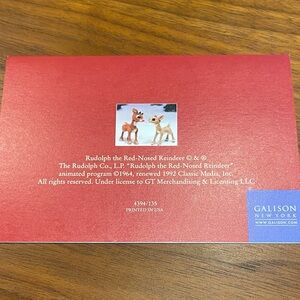 Rudolph the Red-Nosed Reindeer © & ®
The Rudolph Co., L.P. "Rudolph the Red-Nosed Reindeer"
animated program ©1964, renewed 1992 Classic Media, Inc.
All rights reserved. Under license to GT Merchandising & Licensing LLC.
4394/135
PRINTED IN USA
GALISON
NEW YORK
WWW.GALISON.COM